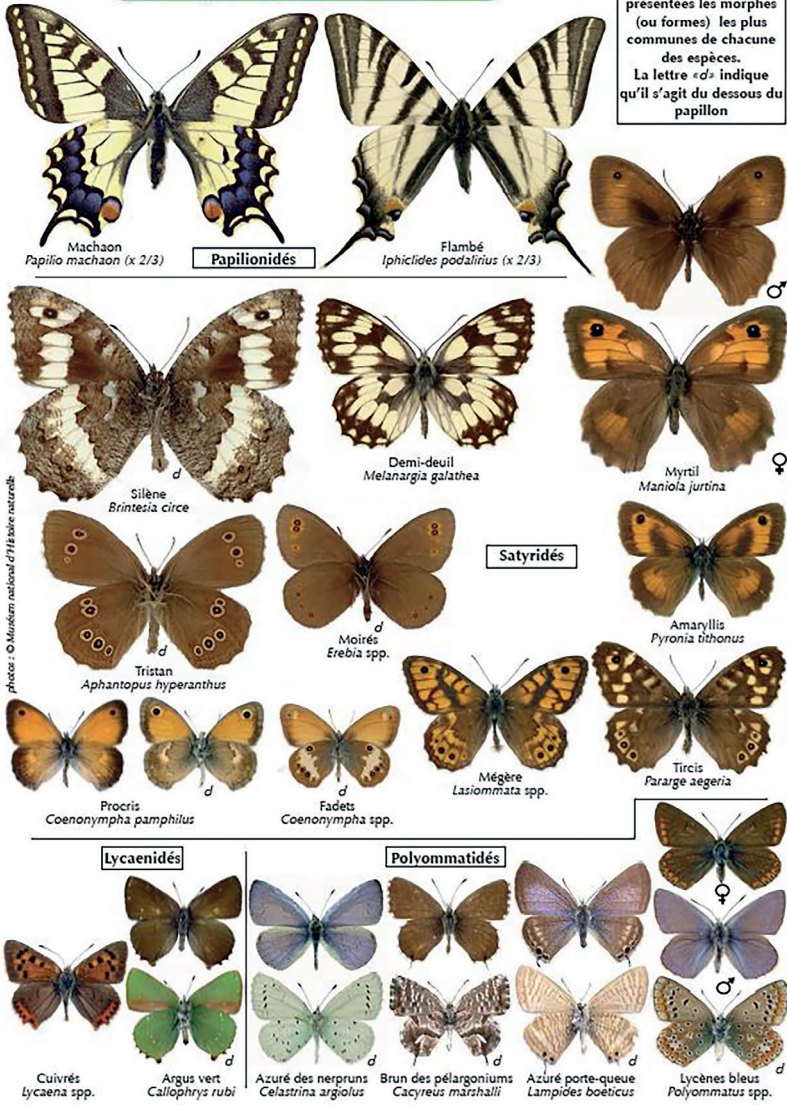 présentées les morphes
(ou formes) les plus
communes de chacune
des espèces.
La lettre «d» indique
qu'il s'agit du dessous du
papillon
Machaon
Papilio machaon (x 2/3)
Papilionidés
Flambé
Iphiclides podalirius (x 2/3)
♂
d
Silène
Brintesia circe
Demi-deuil
Melanargia galathea
Myrtil
Maniola jurtina
♀
photos : © Muséum national d'Histoire naturelle
d
Tristan
Aphantopus hyperanthus
d
Moirés
Erebia spp.
Satyridés
Amaryllis
Pyronia tithonus
d
Procris
Coenonympha pamphilus
d
Fadets
Coenonympha spp.
Mégère
Lasiommata spp.
Tircis
Pararge aegeria
Lycaenidés
Polyommatidés
♀
♂
Cuivrés
Lycaena spp.
d
Argus vert
Callophrys rubi
d
Azuré des nerpruns
Celastrina argiolus
d
Brun des pélargoniums
Cacyreus marshalli
d
Azuré porte-queue
Lampides boeticus
d
Lycènes bleus
Polyommatus spp.